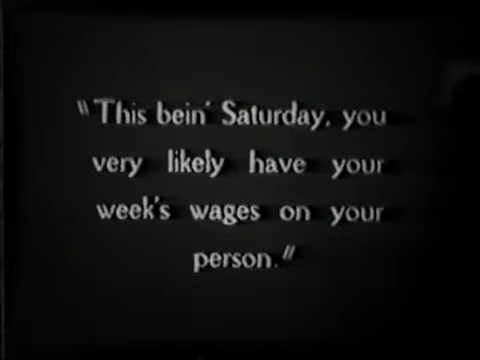 "This bein' Saturday, you
very likely have your
week's wages on your
person."